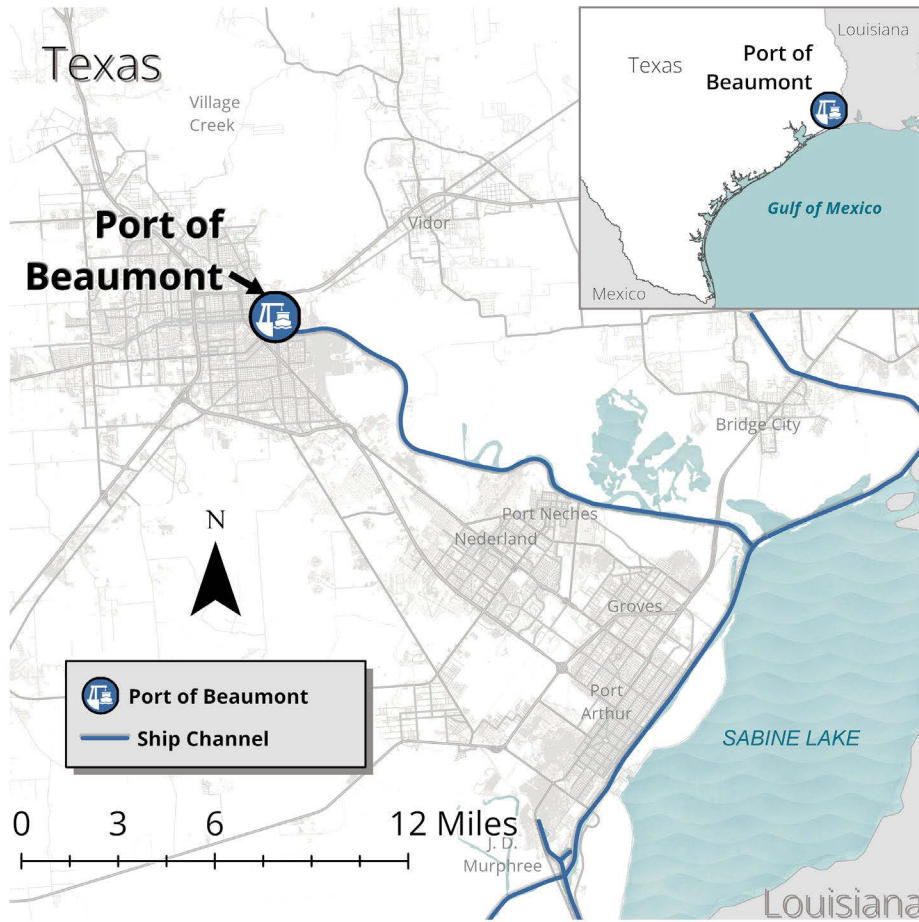 Texas
Village
Creek
Port of
Beaumont
Vidor
Louisiana
Texas
Port of
Beaumont
Gulf of Mexico
Mexico
Bridge City
Port Neches
Nederland
N
Groves
Port
Arthur
SABINE LAKE
Port of Beaumont
Ship Channel
0 3 6 12 Miles
J. D.
Murphree
Louisiana